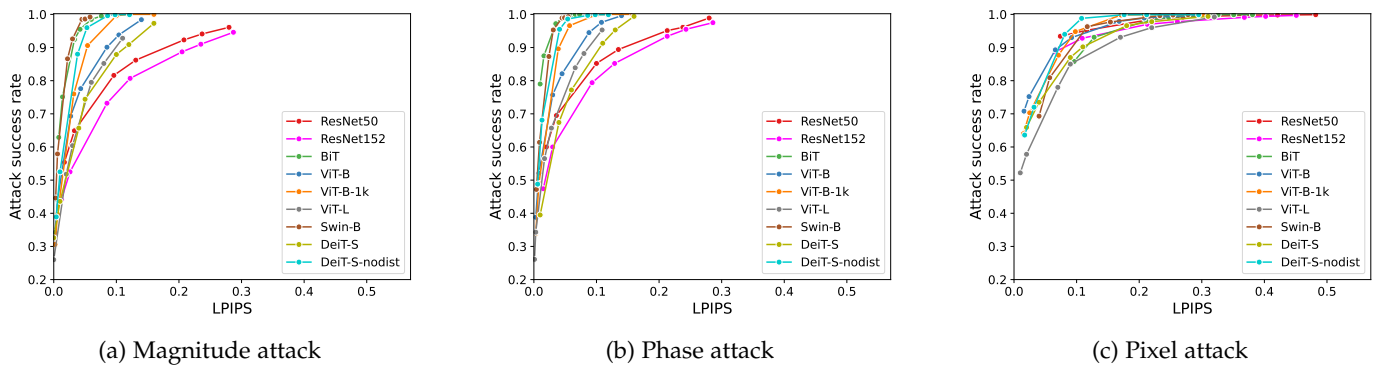 Attack success rate
1.0
0.9
0.8
0.7
0.6
0.5
0.4
0.3
0.2
0.0 0.1 0.2 0.3 0.4 0.5
LPIPS
ResNet50
ResNet152
BiT
ViT-B
ViT-B-1k
ViT-L
Swin-B
DeiT-S
DeiT-S-nodist
(a) Magnitude attack
Attack success rate
1.0
0.9
0.8
0.7
0.6
0.5
0.4
0.3
0.2
0.0 0.1 0.2 0.3 0.4 0.5
LPIPS
ResNet50
ResNet152
BiT
ViT-B
ViT-B-1k
ViT-L
Swin-B
DeiT-S
DeiT-S-nodist
(b) Phase attack
Attack success rate
1.0
0.9
0.8
0.7
0.6
0.5
0.4
0.3
0.2
0.0 0.1 0.2 0.3 0.4 0.5
LPIPS
ResNet50
ResNet152
BiT
ViT-B
ViT-B-1k
ViT-L
Swin-B
DeiT-S
DeiT-S-nodist
(c) Pixel attack